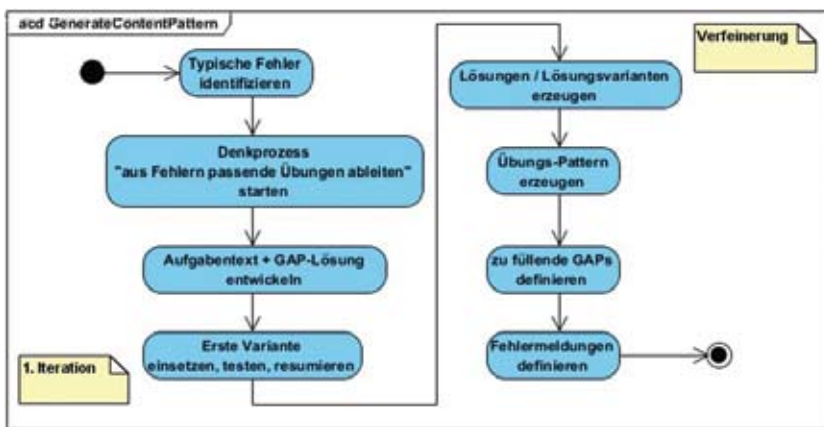 acd GenerateContentPattern
Typische Fehler
identifizieren
Denkprozess
"aus Fehlern passende Übungen ableiten"
starten
Aufgabentext + GAP-Lösung
entwickeln
Erste Variante
einsetzen, testen, resumieren
1. Iteration
Verfeinerung
Lösungen / Lösungsvarianten
erzeugen
Übungs-Pattern
erzeugen
zu füllende GAPs
definieren
Fehlermeldungen
definieren